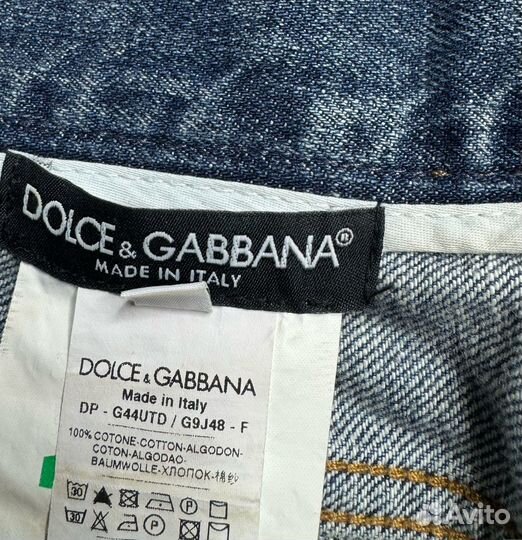 DOLCE & GABBANA®
MADE IN ITALY
DOLCE & GABBANA
Made in Italy
DP - G44UTD / G9J48 - F
100% COTONE-COTTON-ALGODON-
COTON-ALGODAO-
BAUMWOLLE-ХЛОПОК-棉纱
30
30
Avito